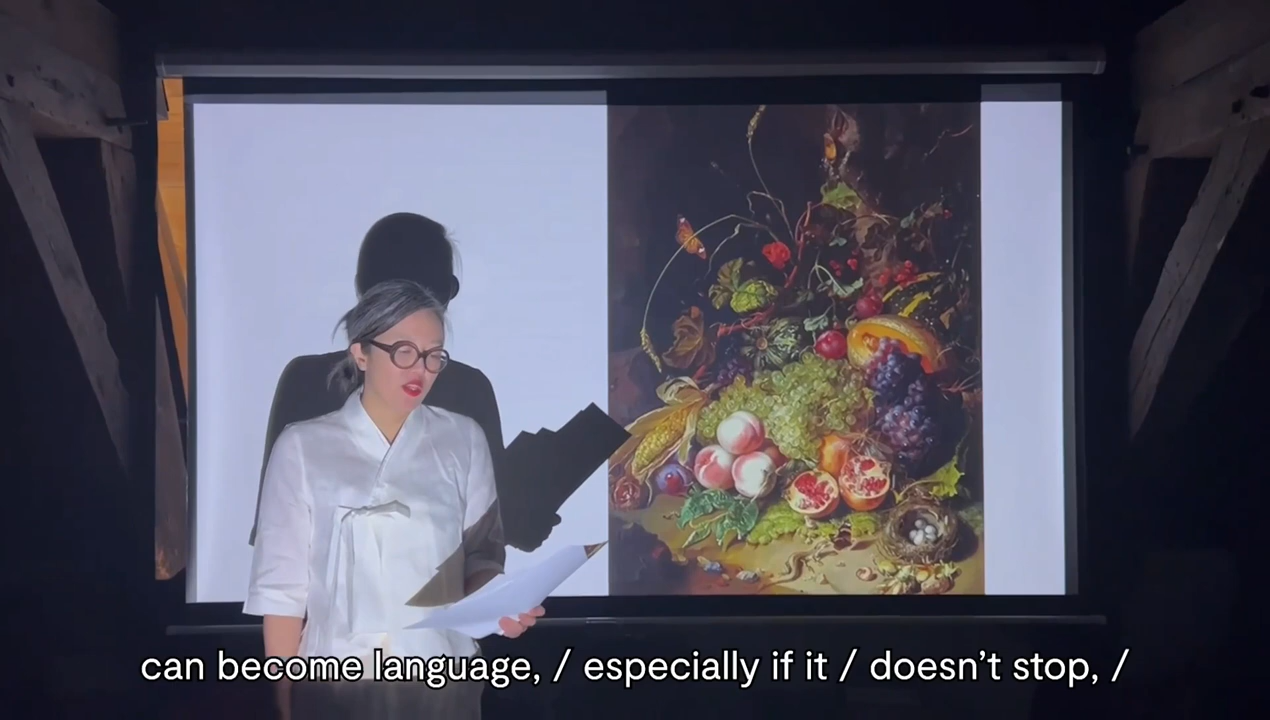 can become language, / especially if it / doesn’t stop, /